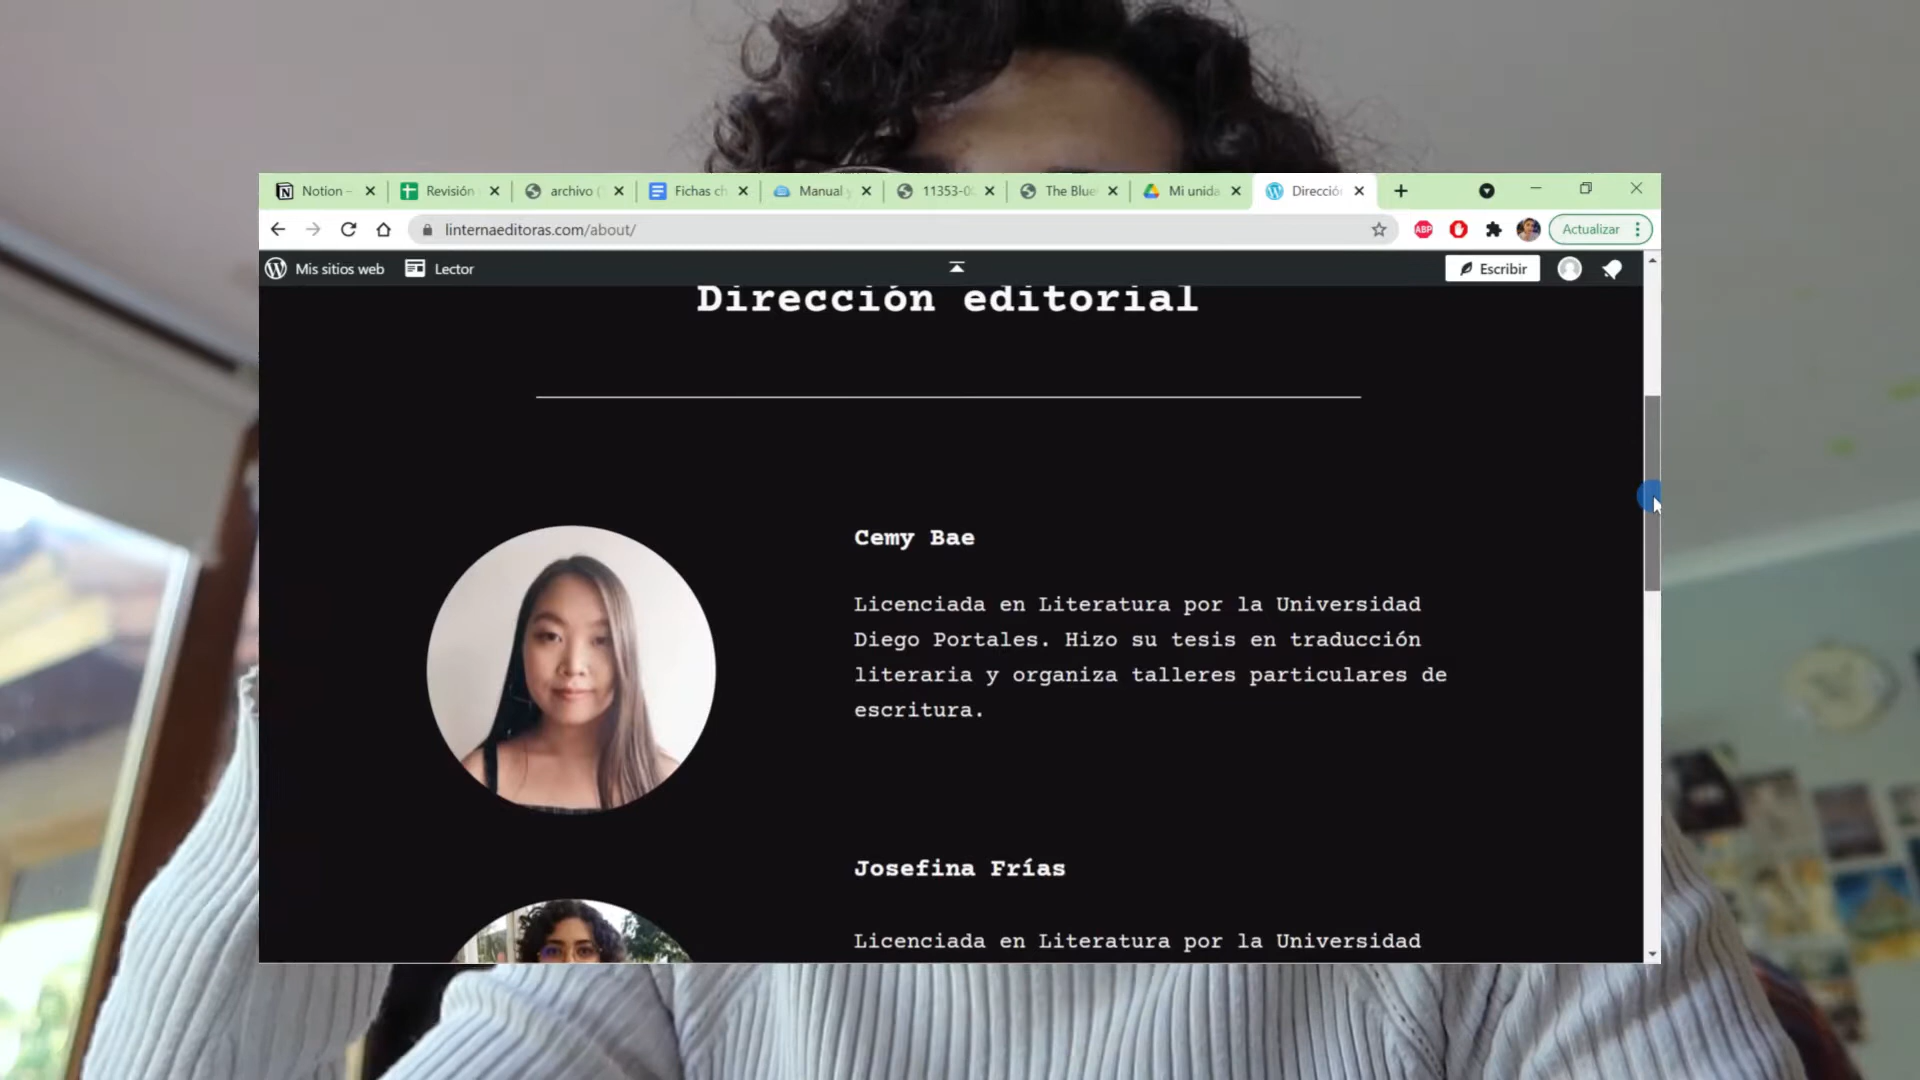 Notion -
Revisión
archivo (
Fichas ch
Manual y
11353-0
The Blue
Mi unida
Direcció
linternaeditoras.com/about/
ABP
Actualizar
Mis sitios web
Lector
Escribir
Dirección editorial
Cemy Bae
Licenciada en Literatura por la Universidad
Diego Portales. Hizo su tesis en traducción
literaria y organiza talleres particulares de
escritura.
Josefina Frías
Licenciada en Literatura por la Universidad